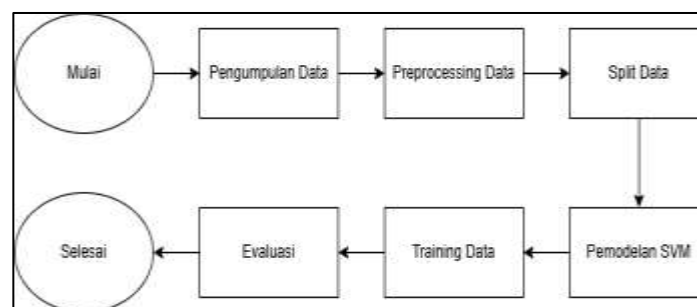 Mulai
Pengumpulan Data
Preprocessing Data
Split Data
Pemodelan SVM
Training Data
Evaluasi
Selesai